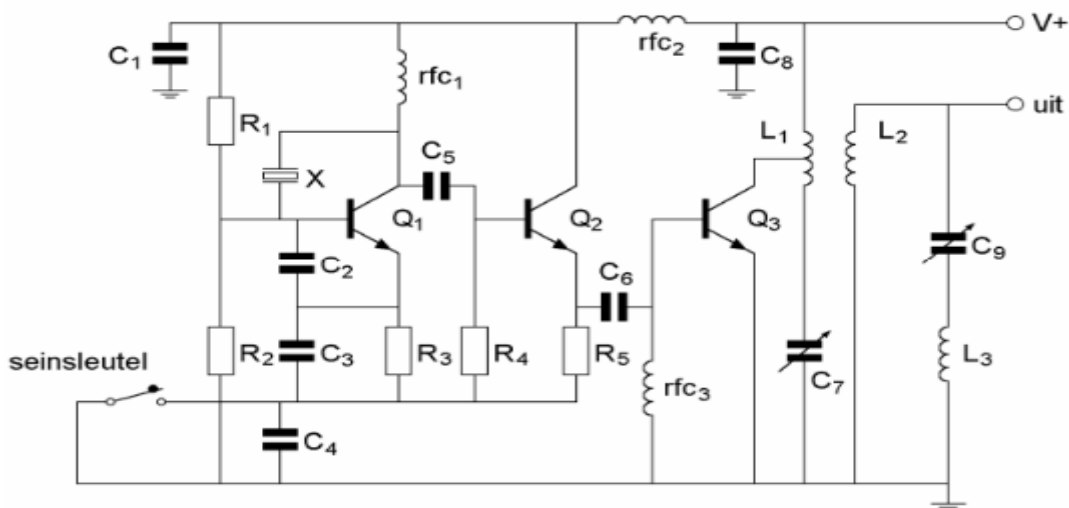 V+
rfc2
C1
C8
rfc1
uit
R1
L1
L2
C5
X
Q1
Q2
Q3
C9
C2
C6
seinsleutel
R2
C3
R3
R4
R5
L3
C7
rfc3
C4